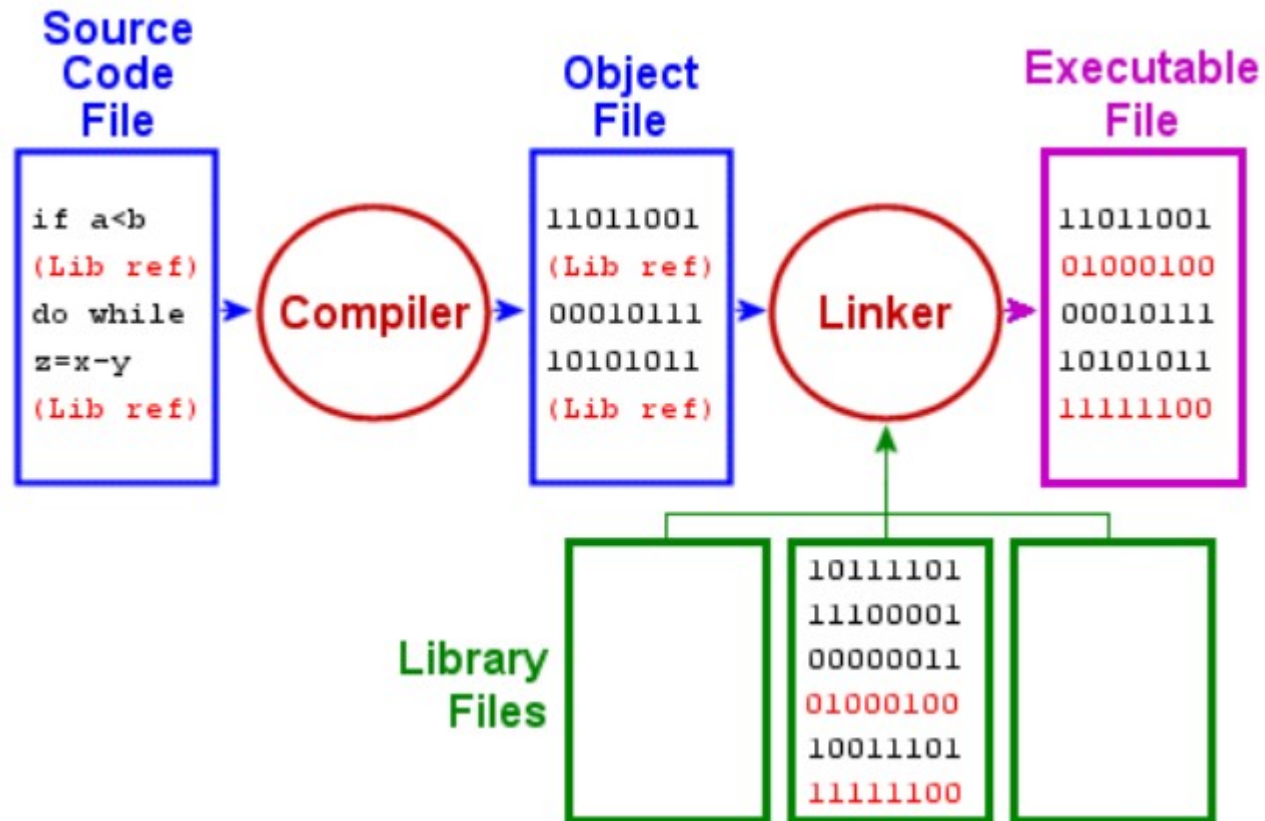 Source
Code
File
if a<b
(Lib ref)
do while
z=x-y
(Lib ref)
Compiler
Object
File
11011001
(Lib ref)
00010111
10101011
(Lib ref)
Linker
Executable
File
11011001
01000100
00010111
10101011
11111100
Library
Files
10111101
11100001
00000011
01000100
10011101
11111100